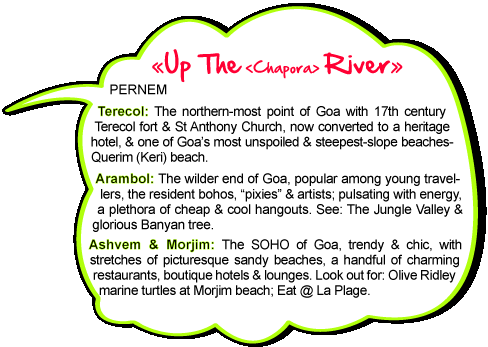 «Up The <Chapora> River»
PERNEM
Terecol: The northern-most point of Goa with 17th century
Terecol fort & St Anthony Church, now converted to a heritage
hotel, & one of Goa's most unspoiled & steepest-slope beaches-
Querim (Keri) beach.
Arambol: The wilder end of Goa, popular among young travel-
lers, the resident bohos, "pixies" & artists; pulsating with energy,
a plethora of cheap & cool hangouts. See: The Jungle Valley &
glorious Banyan tree.
Ashvem & Morjim: The SOHO of Goa, trendy & chic, with
stretches of picturesque sandy beaches, a handful of charming
restaurants, boutique hotels & lounges. Look out for: Olive Ridley
marine turtles at Morjim beach; Eat @ La Plage.